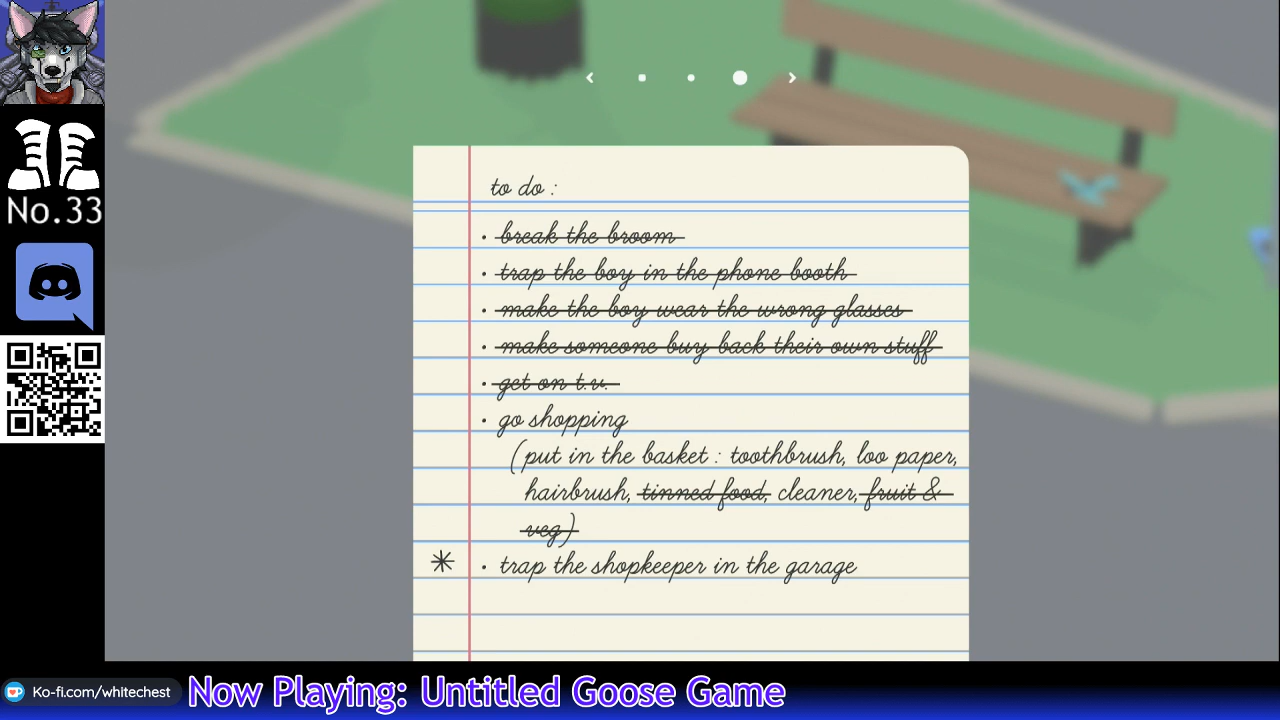 No.33
to do :
• break the broom
• trap the boy in the phone booth
• make the boy wear the wrong glasses
• make someone buy back their own stuff
• get on t.v.
• go shopping
(put in the basket : toothbrush, loo paper,
hairbrush, tinned food, cleaner, fruit &
veg)
• trap the shopkeeper in the garage
Ko-fi.com/whitechest
Now Playing: Untitled Goose Game